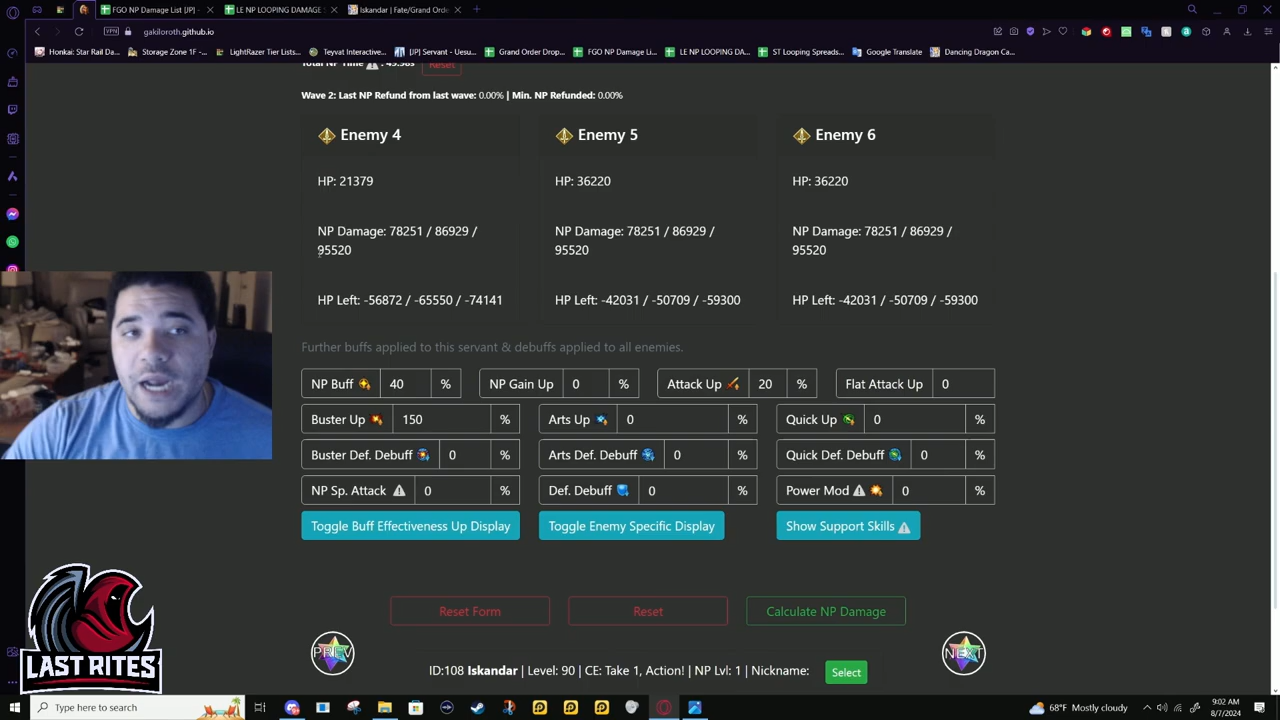 FGO NP Damage List [JP]
LE NP LOOPING DAMAGE
Iskandar | Fate/Grand Ord
VPN
gakiloroth.github.io
Honkai: Star Rail Da...
Storage Zone 1F -...
LightRazer Tier Lists...
Teyvat Interactive...
(JP) Servant - Uesu...
Grand Order Drop...
FGO NP Damage Li...
LE NP LOOPING DA...
ST Looping Spreads...
Google Translate
Dancing Dragon Ca...
Total NP Time : 49.98s
Reset
Wave 2: Last NP Refund from last wave: 0.00% | Min. NP Refunded: 0.00%
Enemy 4
HP: 21379
NP Damage: 78251 / 86929 /
95520
HP Left: -56872 / -65550 / -74141
Enemy 5
HP: 36220
NP Damage: 78251 / 86929 /
95520
HP Left: -42031 / -50709 / -59300
Enemy 6
HP: 36220
NP Damage: 78251 / 86929 /
95520
HP Left: -42031 / -50709 / -59300
Further buffs applied to this servant & debuffs applied to all enemies.
NP Buff 40 %
NP Gain Up 0 %
Attack Up 20 %
Flat Attack Up 0
Buster Up 150 %
Arts Up 0 %
Quick Up 0 %
Buster Def. Debuff 0 %
Arts Def. Debuff 0 %
Quick Def. Debuff 0 %
NP Sp. Attack 0 %
Def. Debuff 0 %
Power Mod 0 %
Toggle Buff Effectiveness Up Display
Toggle Enemy Specific Display
Show Support Skills
Reset Form
Reset
Calculate NP Damage
PREV
NEXT
ID:108 Iskandar | Level: 90 | CE: Take 1, Action! | NP Lvl: 1 | Nickname.
Select
LAST RITES
Type here to search
68°F Mostly cloudy
9:02 AM
8/7/2024